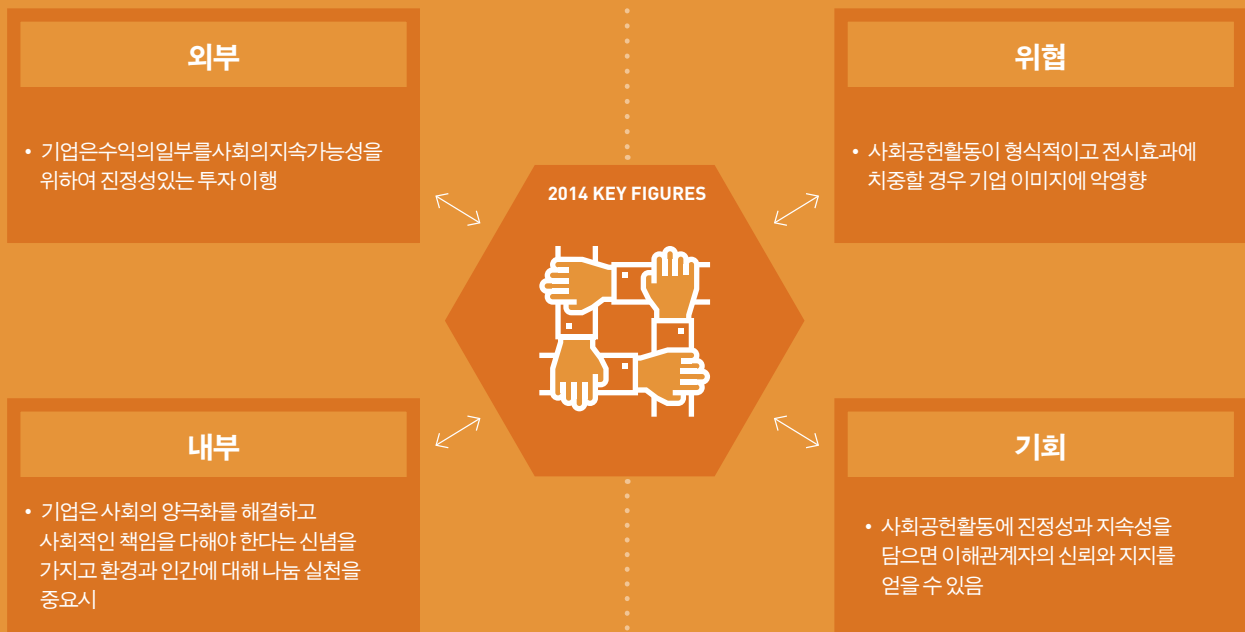 외부
• 기업은수익의일부를사회의지속가능성을
위하여 진정성있는 투자 이행
위협
• 사회공헌활동이 형식적이고 전시효과에
치중할 경우 기업 이미지에 악영향
2014 KEY FIGURES
내부
• 기업은 사회의 양극화를 해결하고
사회적인 책임을 다해야 한다는 신념을
가지고 환경과 인간에 대해 나눔 실천을
중요시
기회
• 사회공헌활동에 진정성과 지속성을
담으면 이해관계자의 신뢰와 지지를
얻을 수 있음